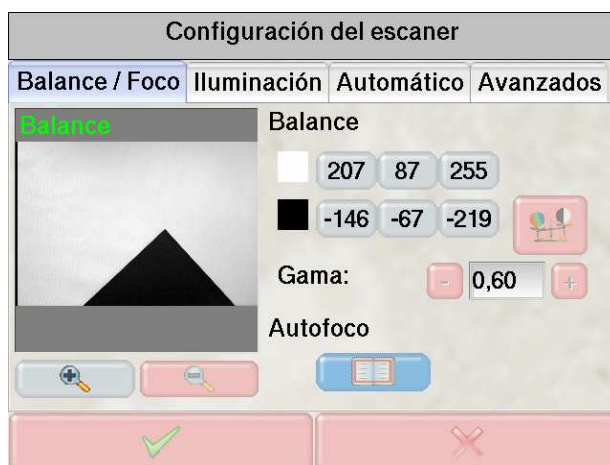 Configuración del escaner
Balance / Foco Iluminación Automático Avanzados
Balance
Balance
207 87 255
-146 -67 -219
Gama: - 0,60 +
Autofoco